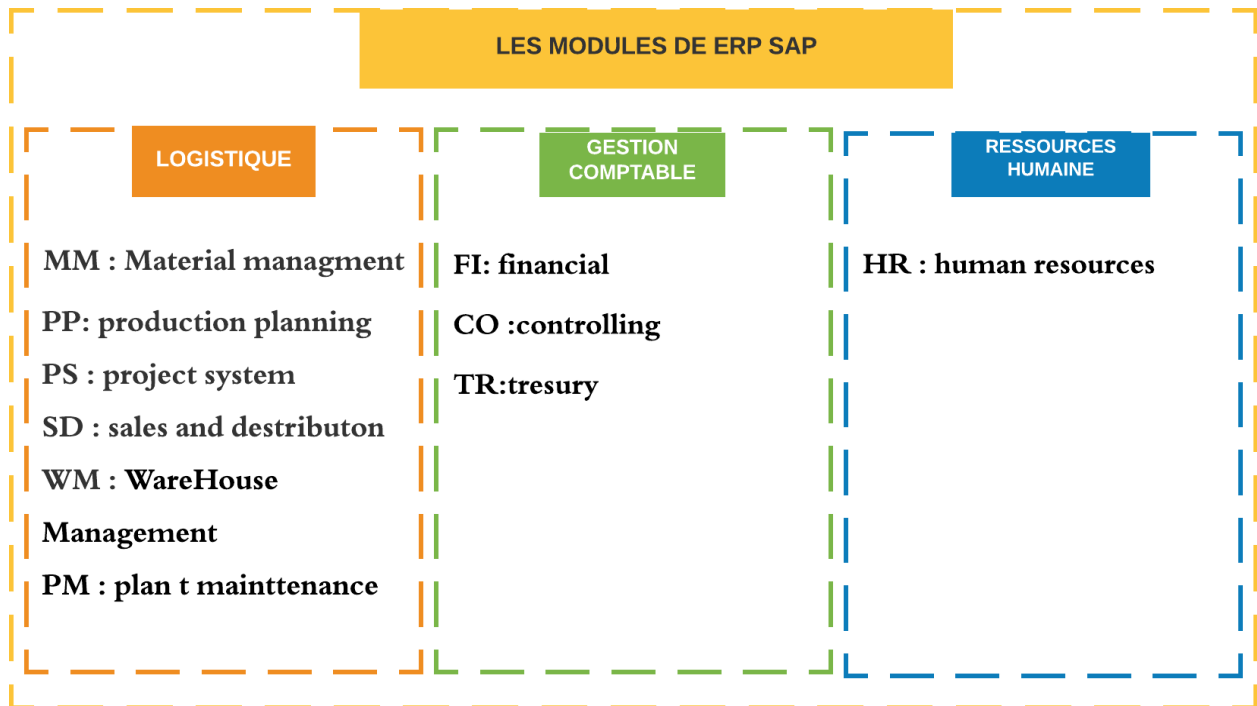 LES MODULES DE ERP SAP
LOGISTIQUE
MM : Material managment
PP: production planning
PS : project system
SD : sales and destributon
WM : WareHouse
Management
PM : plan t mainttenance
GESTION
COMPTABLE
FI: financial
CO :controlling
TR:tresury
RESSOURCES
HUMAINE
HR : human resources